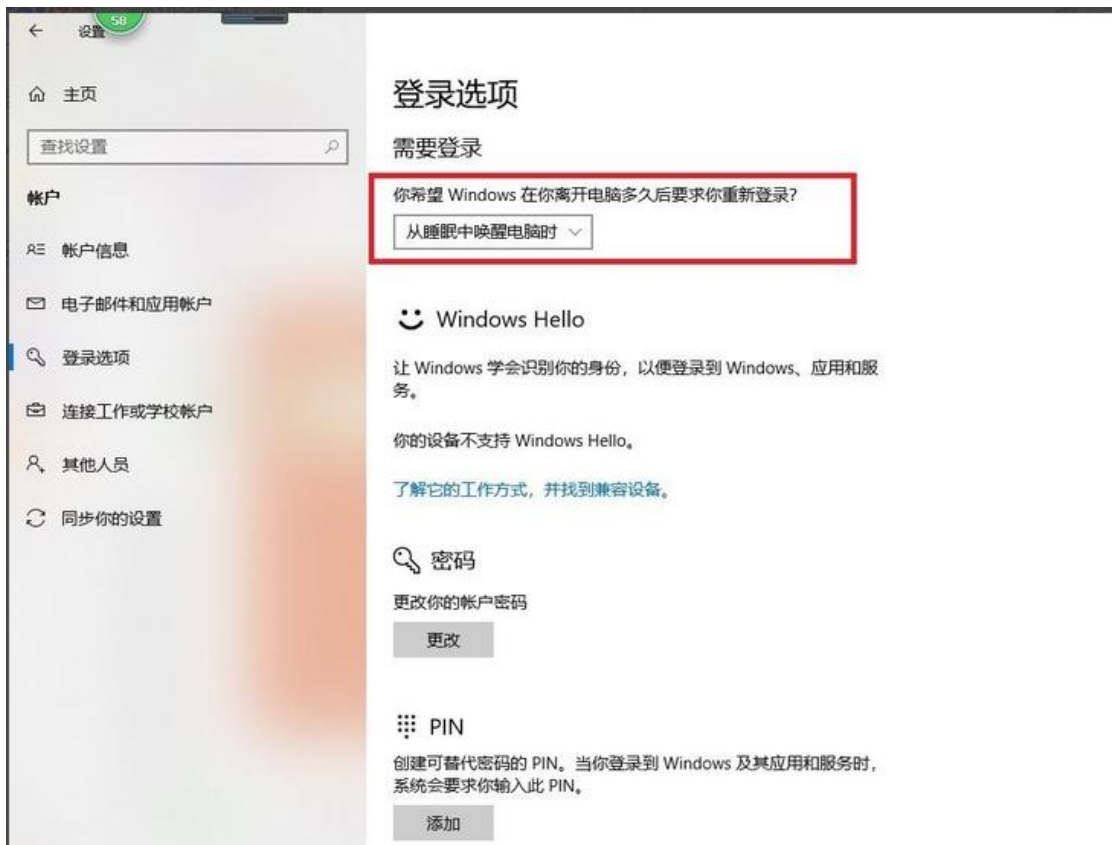 设置
58
主页
查找设置
帐户
帐户信息
电子邮件和应用帐户
登录选项
连接工作或学校帐户
其他人员
同步你的设置
登录选项
需要登录
你希望 Windows 在你离开电脑多久后要求你重新登录?
从睡眠中唤醒电脑时
Windows Hello
让 Windows 学会识别你的身份，以便登录到 Windows、应用和服
务。
你的设备不支持 Windows Hello。
了解它的工作方式，并找到兼容设备。
密码
更改你的帐户密码
更改
PIN
创建可替代密码的 PIN。当你登录到 Windows 及其应用和服务时，
系统会要求你输入此 PIN。
添加